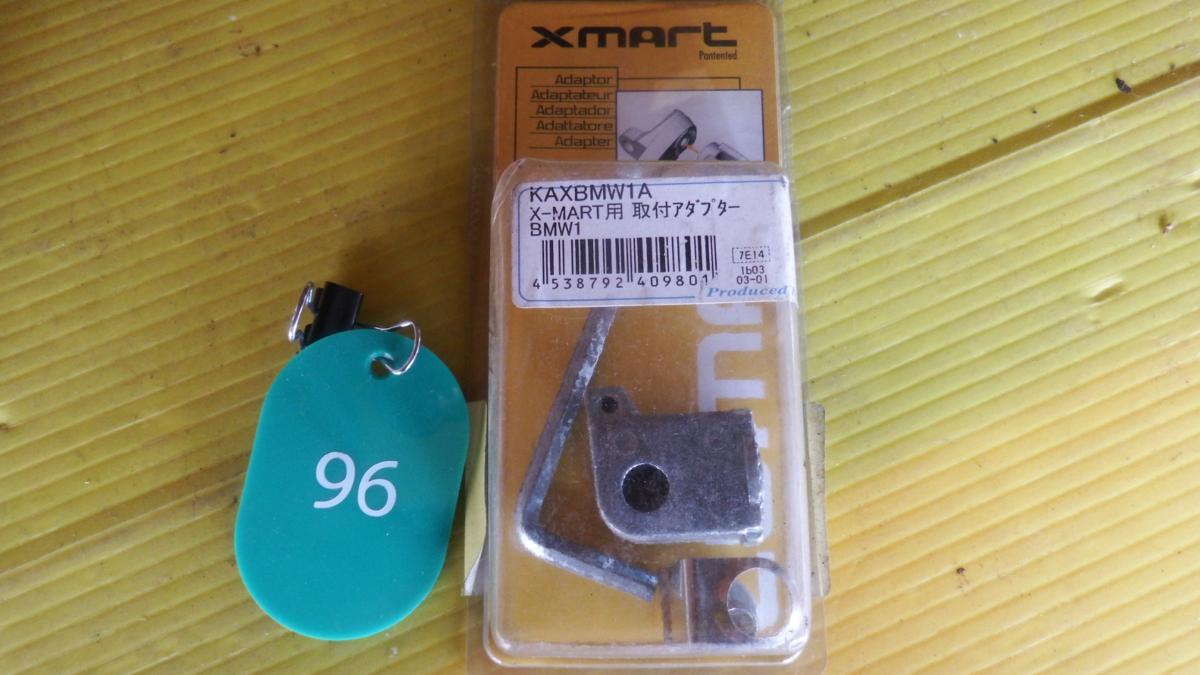 xmart
Pantented
Adaptor
Adaptateur
Adaptador
Adattatore
Adapter
KAXBMW1A
X-MART用 取付アダプター
BMW1
7E14
1b03
03-01
4 538792 409801
Produced
96